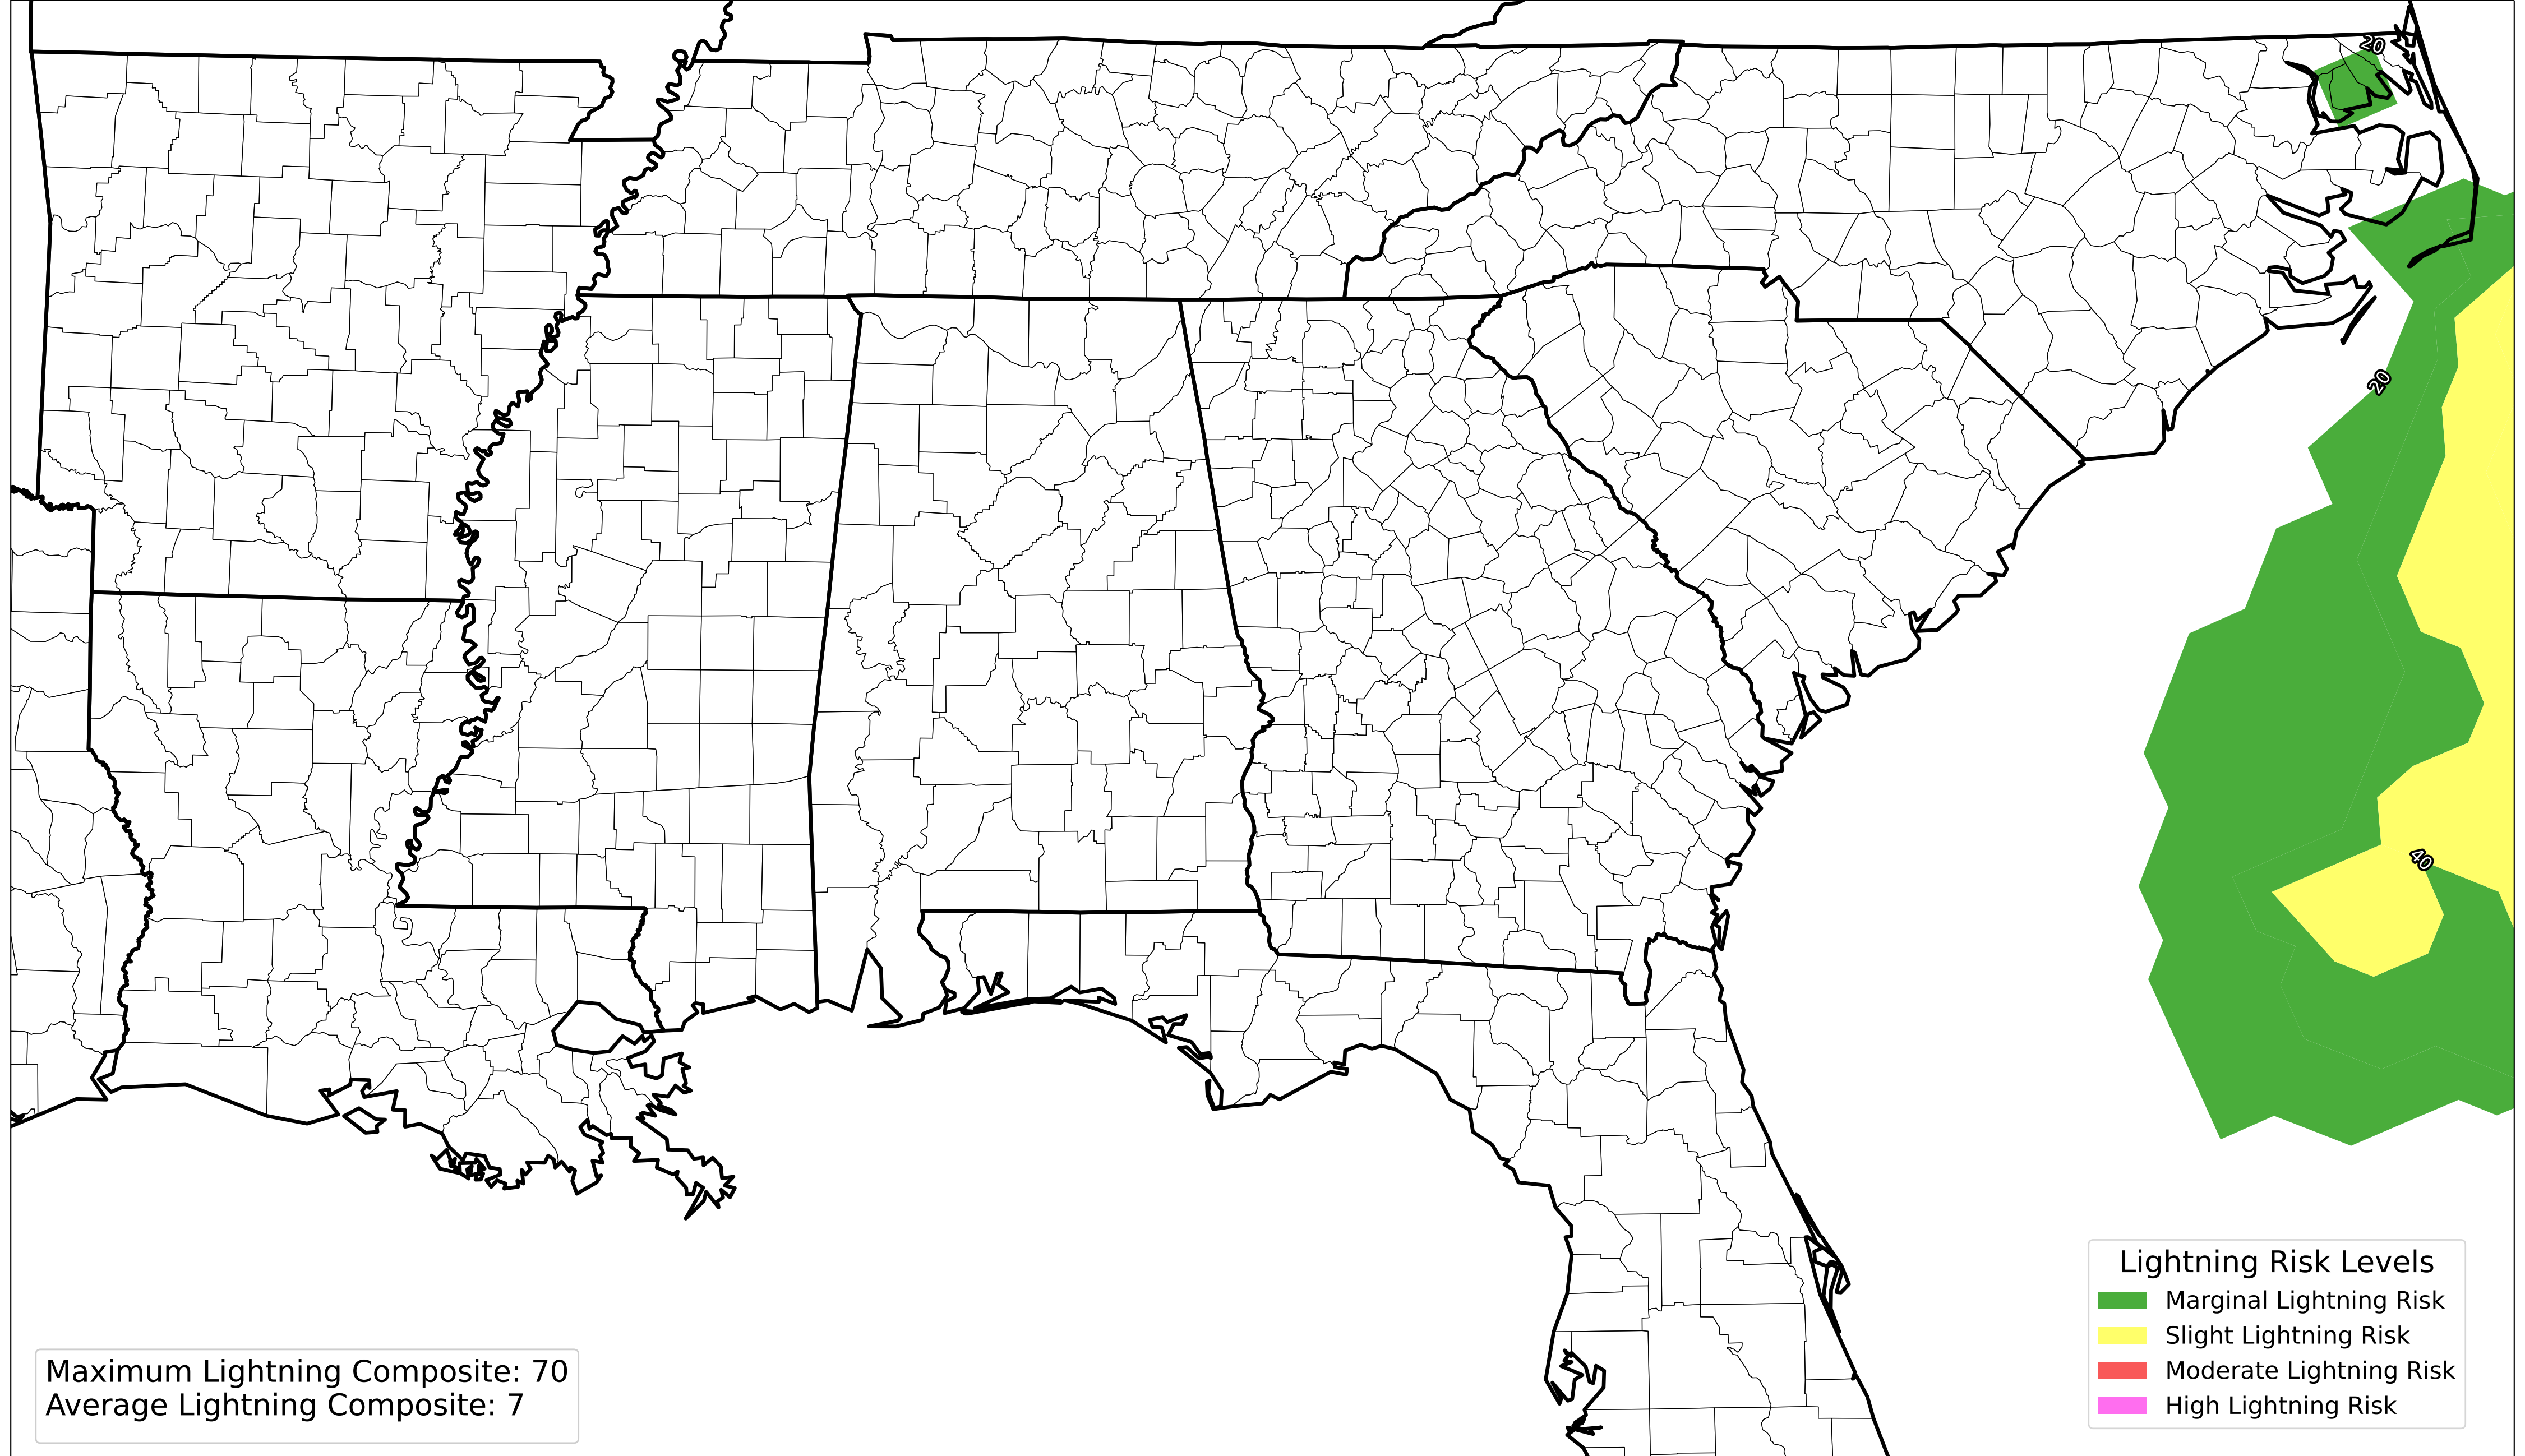 20
20
40
Lightning Risk Levels
Marginal Lightning Risk
Slight Lightning Risk
Moderate Lightning Risk
High Lightning Risk
Maximum Lightning Composite: 70
Average Lightning Composite: 7